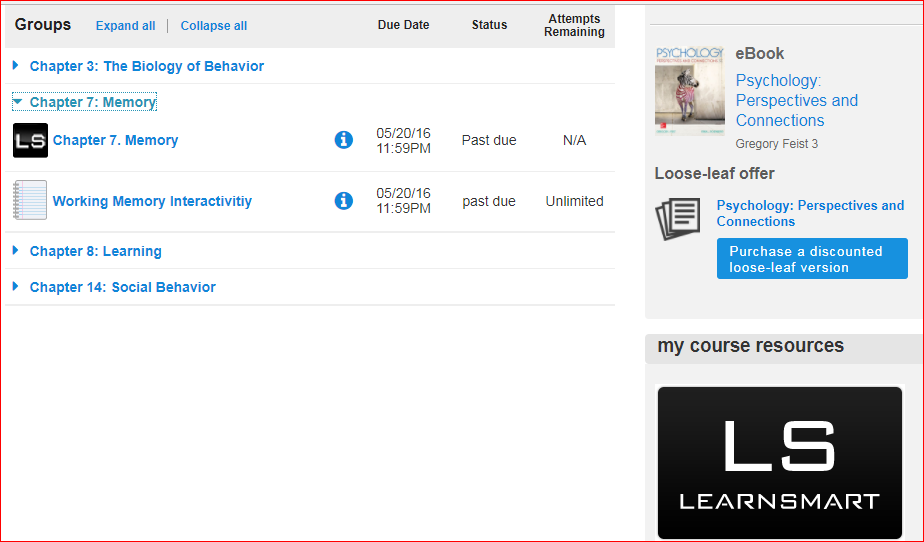 Groups Expand all | Collapse all Due Date Status Attempts Remaining
Chapter 3: The Biology of Behavior
Chapter 7: Memory
LS Chapter 7. Memory 05/20/16 11:59PM Past due N/A
Working Memory Interactivitiy 05/20/16 11:59PM past due Unlimited
Chapter 8: Learning
Chapter 14: Social Behavior
PSYCHOLOGY
eBook
Psychology:
Perspectives and
Connections
Gregory Feist 3
Loose-leaf offer
Psychology: Perspectives and
Connections
Purchase a discounted
loose-leaf version
my course resources
LS
LEARNSMART